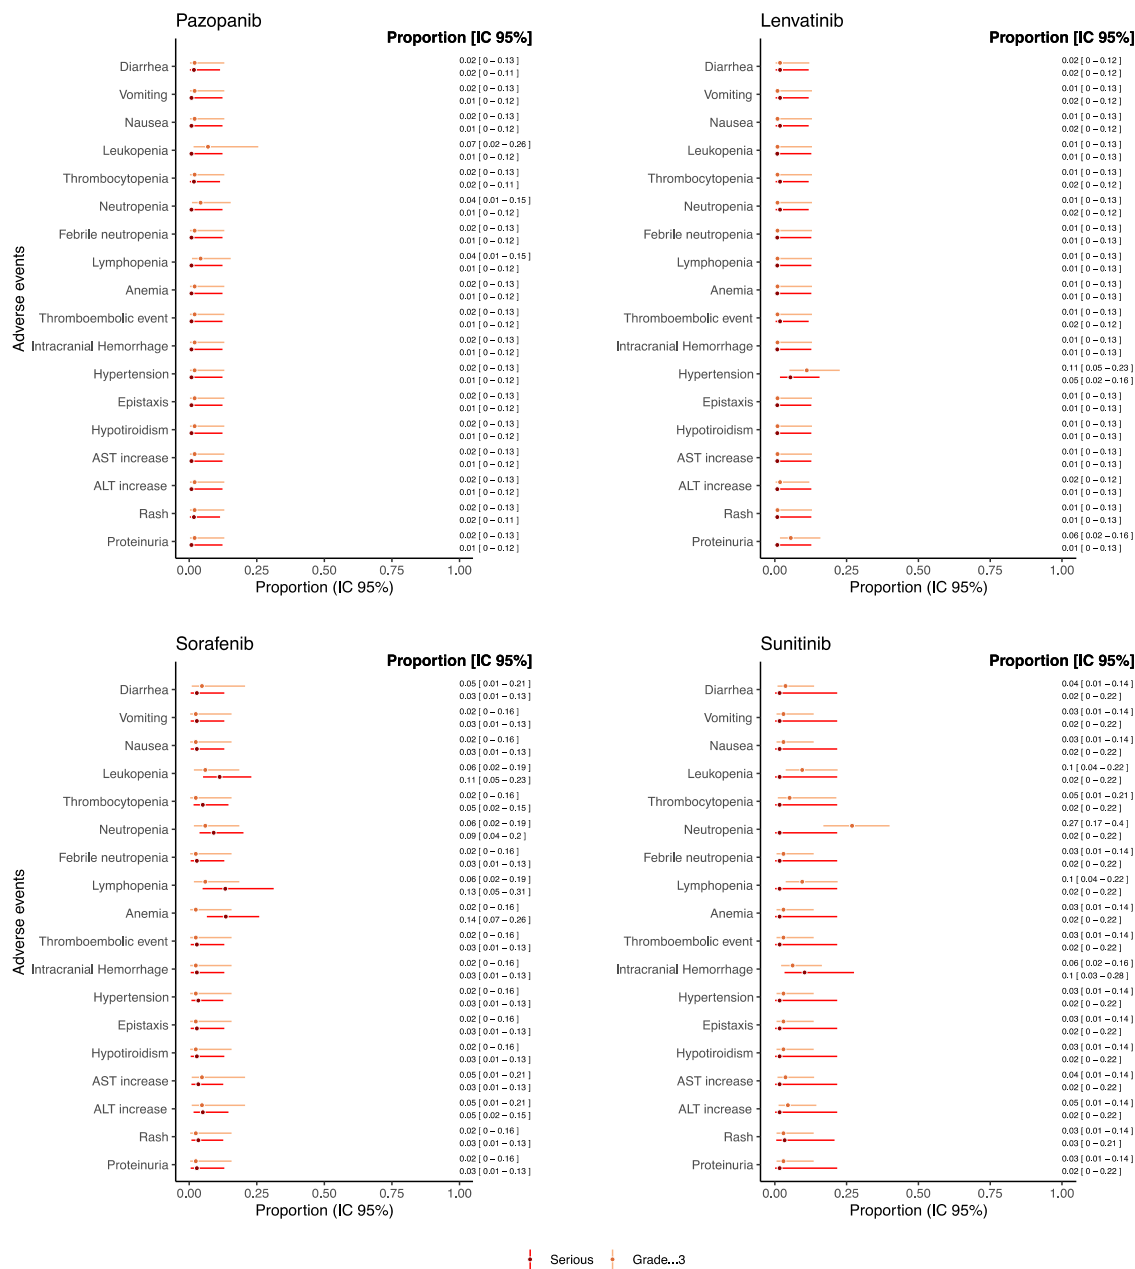 Pazopanib
Proportion [IC 95%]
Adverse events
Diarrhea
0.02 [ 0 – 0.13 ]
0.02 [ 0 – 0.11 ]
Vomiting
0.02 [ 0 – 0.13 ]
0.01 [ 0 – 0.12 ]
Nausea
0.02 [ 0 – 0.13 ]
0.01 [ 0 – 0.12 ]
Leukopenia
0.07 [ 0.02 – 0.26 ]
0.01 [ 0 – 0.12 ]
Thrombocytopenia
0.02 [ 0 – 0.13 ]
0.02 [ 0 – 0.11 ]
Neutropenia
0.04 [ 0.01 – 0.15 ]
0.01 [ 0 – 0.12 ]
Febrile neutropenia
0.02 [ 0 – 0.13 ]
0.01 [ 0 – 0.12 ]
Lymphopenia
0.04 [ 0.01 – 0.15 ]
0.01 [ 0 – 0.12 ]
Anemia
0.02 [ 0 – 0.13 ]
0.01 [ 0 – 0.12 ]
Thromboembolic event
0.02 [ 0 – 0.13 ]
0.01 [ 0 – 0.12 ]
Intracranial Hemorrhage
0.02 [ 0 – 0.13 ]
0.01 [ 0 – 0.12 ]
Hypertension
0.02 [ 0 – 0.13 ]
0.01 [ 0 – 0.12 ]
Epistaxis
0.02 [ 0 – 0.13 ]
0.01 [ 0 – 0.12 ]
Hypotiroidism
0.02 [ 0 – 0.13 ]
0.01 [ 0 – 0.12 ]
AST increase
0.02 [ 0 – 0.13 ]
0.01 [ 0 – 0.12 ]
ALT increase
0.02 [ 0 – 0.13 ]
0.01 [ 0 – 0.12 ]
Rash
0.02 [ 0 – 0.13 ]
0.02 [ 0 – 0.11 ]
Proteinuria
0.02 [ 0 – 0.13 ]
0.01 [ 0 – 0.12 ]
0.00 0.25 0.50 0.75 1.00
Proportion (IC 95%)
Lenvatinib
Proportion [IC 95%]
Diarrhea
0.02 [ 0 – 0.12 ]
0.02 [ 0 – 0.12 ]
Vomiting
0.01 [ 0 – 0.13 ]
0.02 [ 0 – 0.12 ]
Nausea
0.01 [ 0 – 0.13 ]
0.02 [ 0 – 0.12 ]
Leukopenia
0.01 [ 0 – 0.13 ]
0.01 [ 0 – 0.13 ]
Thrombocytopenia
0.01 [ 0 – 0.13 ]
0.02 [ 0 – 0.12 ]
Neutropenia
0.01 [ 0 – 0.13 ]
0.02 [ 0 – 0.12 ]
Febrile neutropenia
0.01 [ 0 – 0.13 ]
0.01 [ 0 – 0.13 ]
Lymphopenia
0.01 [ 0 – 0.13 ]
0.01 [ 0 – 0.13 ]
Anemia
0.01 [ 0 – 0.13 ]
0.01 [ 0 – 0.13 ]
Thromboembolic event
0.01 [ 0 – 0.13 ]
0.02 [ 0 – 0.12 ]
Intracranial Hemorrhage
0.01 [ 0 – 0.13 ]
0.01 [ 0 – 0.13 ]
Hypertension
0.11 [ 0.05 – 0.23 ]
0.05 [ 0.02 – 0.16 ]
Epistaxis
0.01 [ 0 – 0.13 ]
0.01 [ 0 – 0.13 ]
Hypotiroidism
0.01 [ 0 – 0.13 ]
0.01 [ 0 – 0.13 ]
AST increase
0.01 [ 0 – 0.13 ]
0.01 [ 0 – 0.13 ]
ALT increase
0.02 [ 0 – 0.12 ]
0.01 [ 0 – 0.13 ]
Rash
0.01 [ 0 – 0.13 ]
0.01 [ 0 – 0.13 ]
Proteinuria
0.06 [ 0.02 – 0.16 ]
0.01 [ 0 – 0.13 ]
0.00 0.25 0.50 0.75 1.00
Proportion (IC 95%)
Sorafenib
Proportion [IC 95%]
Adverse events
Diarrhea
0.05 [ 0.01 – 0.21 ]
0.03 [ 0.01 – 0.13 ]
Vomiting
0.02 [ 0 – 0.16 ]
0.03 [ 0.01 – 0.13 ]
Nausea
0.02 [ 0 – 0.16 ]
0.03 [ 0.01 – 0.13 ]
Leukopenia
0.06 [ 0.02 – 0.19 ]
0.11 [ 0.05 – 0.23 ]
Thrombocytopenia
0.02 [ 0 – 0.16 ]
0.05 [ 0.02 – 0.15 ]
Neutropenia
0.06 [ 0.02 – 0.19 ]
0.09 [ 0.04 – 0.2 ]
Febrile neutropenia
0.02 [ 0 – 0.16 ]
0.03 [ 0.01 – 0.13 ]
Lymphopenia
0.06 [ 0.02 – 0.19 ]
0.13 [ 0.05 – 0.31 ]
Anemia
0.02 [ 0 – 0.16 ]
0.14 [ 0.07 – 0.26 ]
Thromboembolic event
0.02 [ 0 – 0.16 ]
0.03 [ 0.01 – 0.13 ]
Intracranial Hemorrhage
0.02 [ 0 – 0.16 ]
0.03 [ 0.01 – 0.13 ]
Hypertension
0.02 [ 0 – 0.16 ]
0.03 [ 0.01 – 0.13 ]
Epistaxis
0.02 [ 0 – 0.16 ]
0.03 [ 0.01 – 0.13 ]
Hypotiroidism
0.02 [ 0 – 0.16 ]
0.03 [ 0.01 – 0.13 ]
AST increase
0.05 [ 0.01 – 0.21 ]
0.03 [ 0.01 – 0.13 ]
ALT increase
0.05 [ 0.01 – 0.21 ]
0.05 [ 0.02 – 0.15 ]
Rash
0.02 [ 0 – 0.16 ]
0.03 [ 0.01 – 0.13 ]
Proteinuria
0.02 [ 0 – 0.16 ]
0.03 [ 0.01 – 0.13 ]
0.00 0.25 0.50 0.75 1.00
Proportion (IC 95%)
Sunitinib
Proportion [IC 95%]
Diarrhea
0.04 [ 0.01 – 0.14 ]
0.02 [ 0 – 0.22 ]
Vomiting
0.03 [ 0.01 – 0.14 ]
0.02 [ 0 – 0.22 ]
Nausea
0.03 [ 0.01 – 0.14 ]
0.02 [ 0 – 0.22 ]
Leukopenia
0.1 [ 0.04 – 0.22 ]
0.02 [ 0 – 0.22 ]
Thrombocytopenia
0.05 [ 0.01 – 0.21 ]
0.02 [ 0 – 0.22 ]
Neutropenia
0.27 [ 0.17 – 0.4 ]
0.02 [ 0 – 0.22 ]
Febrile neutropenia
0.03 [ 0.01 – 0.14 ]
0.02 [ 0 – 0.22 ]
Lymphopenia
0.1 [ 0.04 – 0.22 ]
0.02 [ 0 – 0.22 ]
Anemia
0.03 [ 0.01 – 0.14 ]
0.02 [ 0 – 0.22 ]
Thromboembolic event
0.03 [ 0.01 – 0.14 ]
0.02 [ 0 – 0.22 ]
Intracranial Hemorrhage
0.06 [ 0.02 – 0.16 ]
0.1 [ 0.03 – 0.28 ]
Hypertension
0.03 [ 0.01 – 0.14 ]
0.02 [ 0 – 0.22 ]
Epistaxis
0.03 [ 0.01 – 0.14 ]
0.02 [ 0 – 0.22 ]
Hypotiroidism
0.03 [ 0.01 – 0.14 ]
0.02 [ 0 – 0.22 ]
AST increase
0.04 [ 0.01 – 0.14 ]
0.02 [ 0 – 0.22 ]
ALT increase
0.05 [ 0.01 – 0.14 ]
0.02 [ 0 – 0.22 ]
Rash
0.03 [ 0.01 – 0.14 ]
0.03 [ 0 – 0.21 ]
Proteinuria
0.03 [ 0.01 – 0.14 ]
0.02 [ 0 – 0.22 ]
0.00 0.25 0.50 0.75 1.00
Proportion (IC 95%)
Serious Grade...3